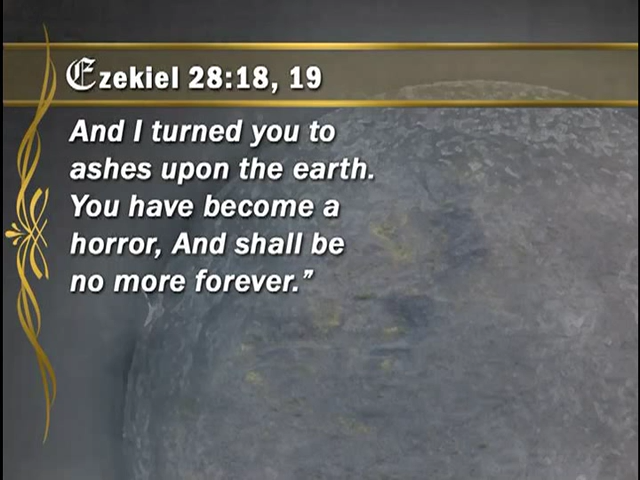 Ezekiel 28:18, 19
And I turned you to
ashes upon the earth.
You have become a
horror, And shall be
no more forever.”